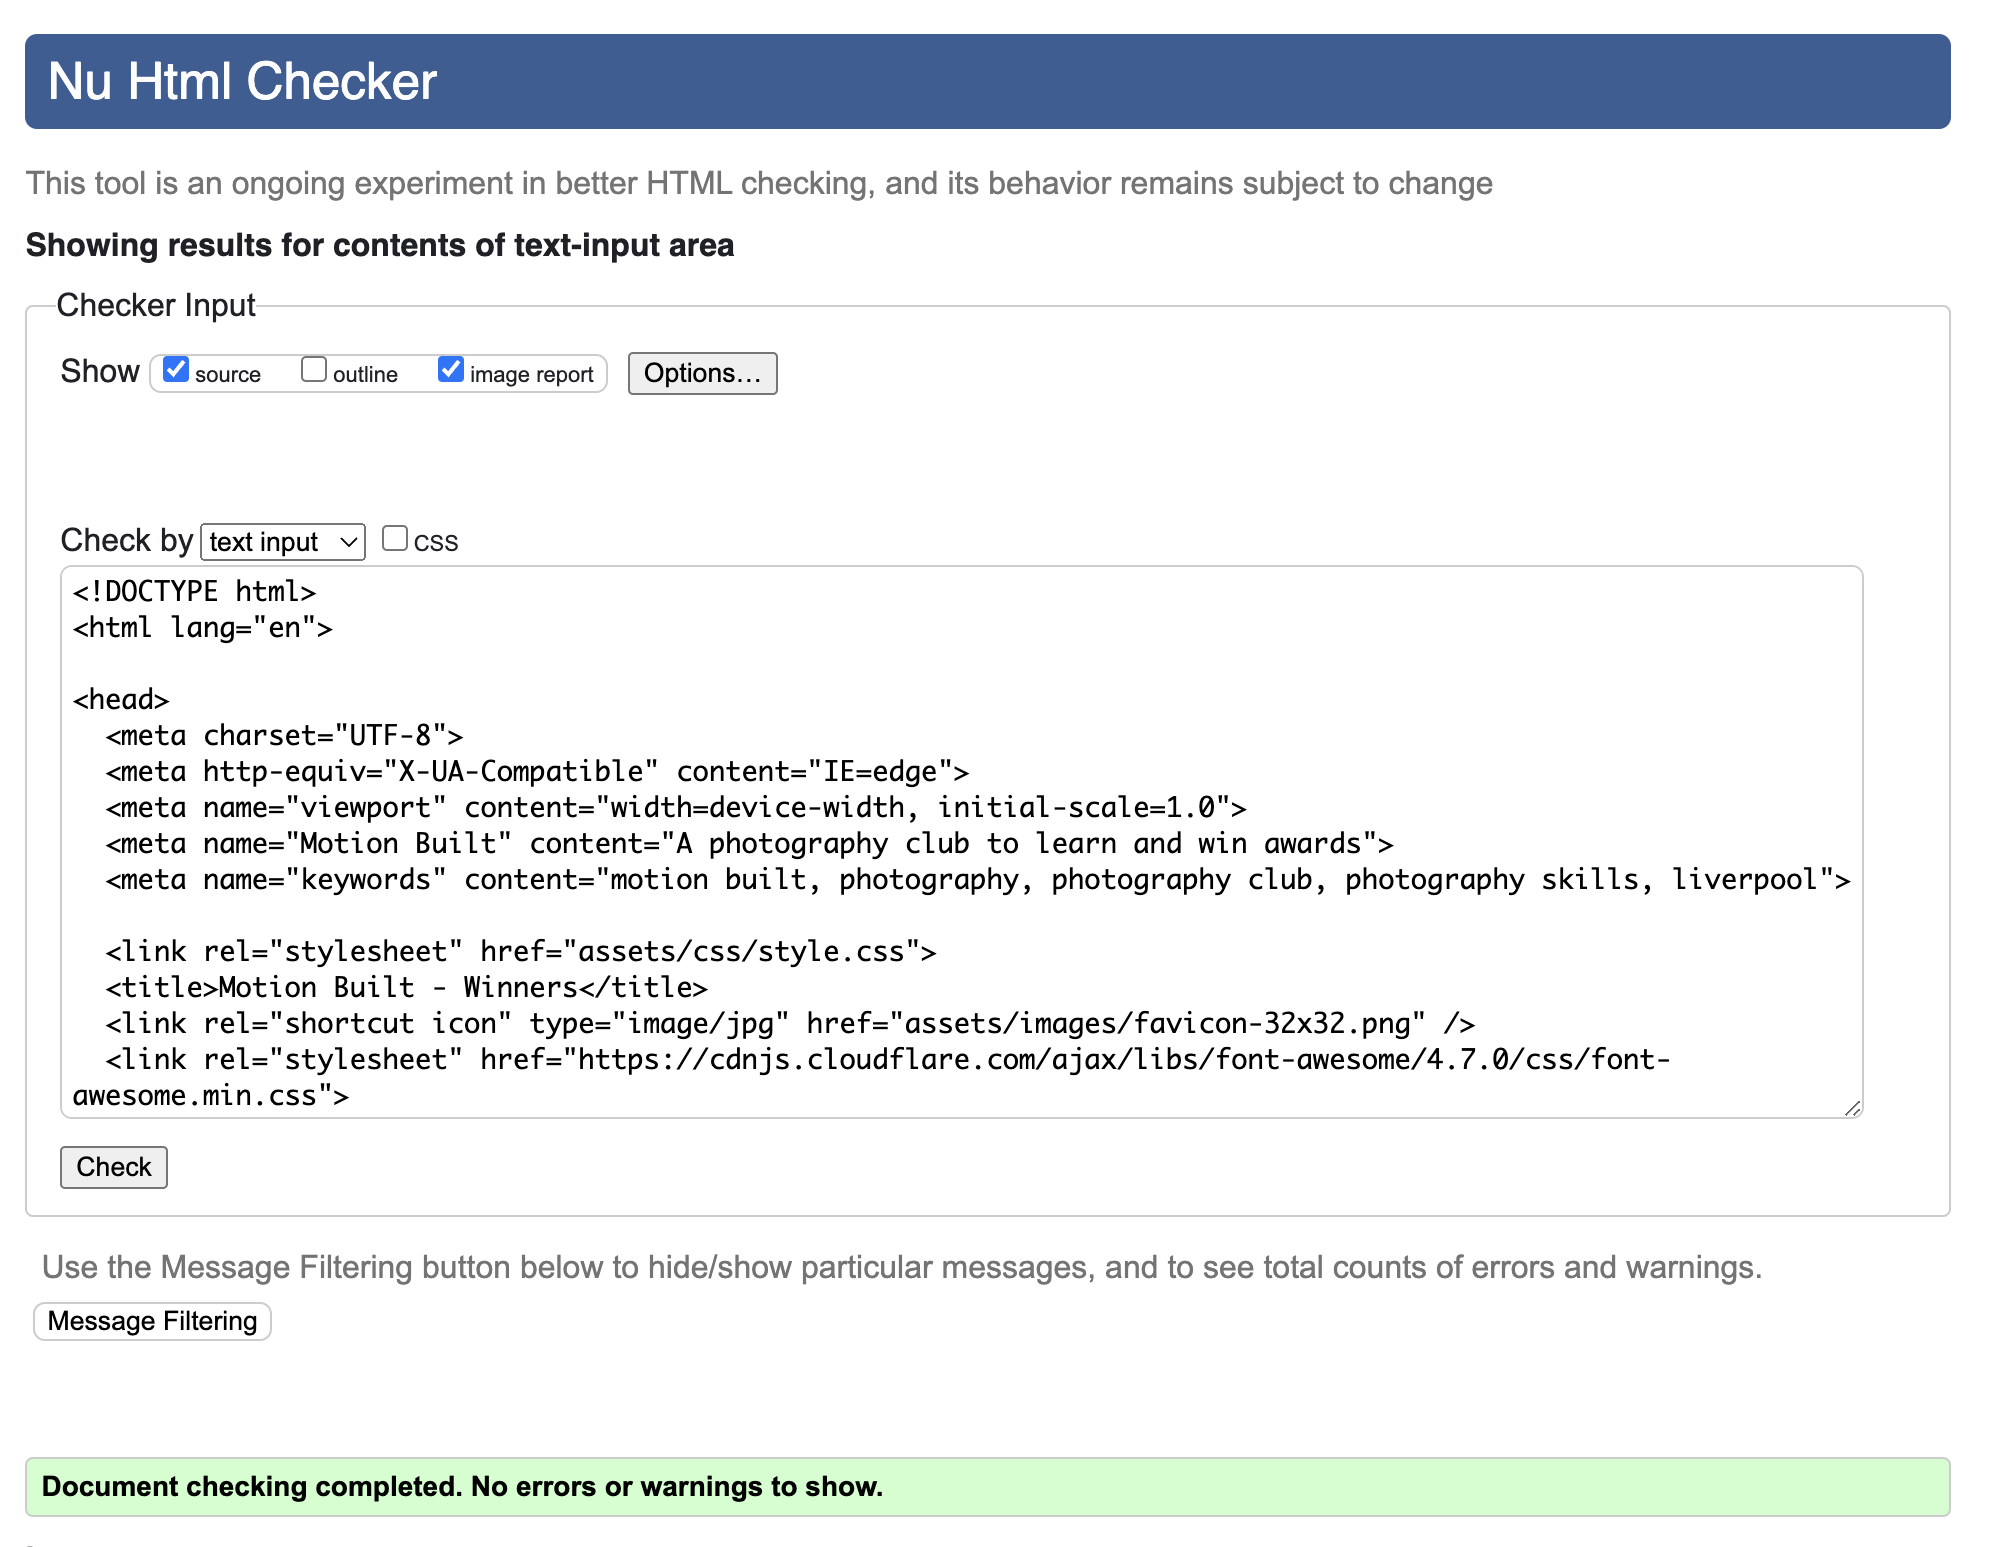 Nu Html Checker
This tool is an ongoing experiment in better HTML checking, and its behavior remains subject to change
Showing results for contents of text-input area
Checker Input
Show source outline image report Options...
Check by text input css
<!DOCTYPE html>
<html lang="en">
<head>
  <meta charset="UTF-8">
  <meta http-equiv="X-UA-Compatible" content="IE=edge">
  <meta name="viewport" content="width=device-width, initial-scale=1.0">
  <meta name="Motion Built" content="A photography club to learn and win awards">
  <meta name="keywords" content="motion built, photography, photography club, photography skills, liverpool">
  <link rel="stylesheet" href="assets/css/style.css">
  <title>Motion Built - Winners</title>
  <link rel="shortcut icon" type="image/jpg" href="assets/images/favicon-32x32.png" />
  <link rel="stylesheet" href="https://cdnjs.cloudflare.com/ajax/libs/font-awesome/4.7.0/css/font-
awesome.min.css">
Check
Use the Message Filtering button below to hide/show particular messages, and to see total counts of errors and warnings.
Message Filtering
Document checking completed. No errors or warnings to show.